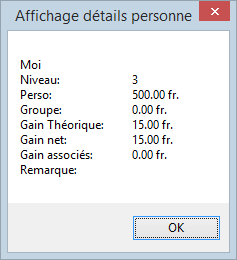 Affichage détails personne
Moi
Niveau: 3
Perso: 500.00 fr.
Groupe: 0.00 fr.
Gain Théorique: 15.00 fr.
Gain net: 15.00 fr.
Gain associés: 0.00 fr.
Remarque:
OK